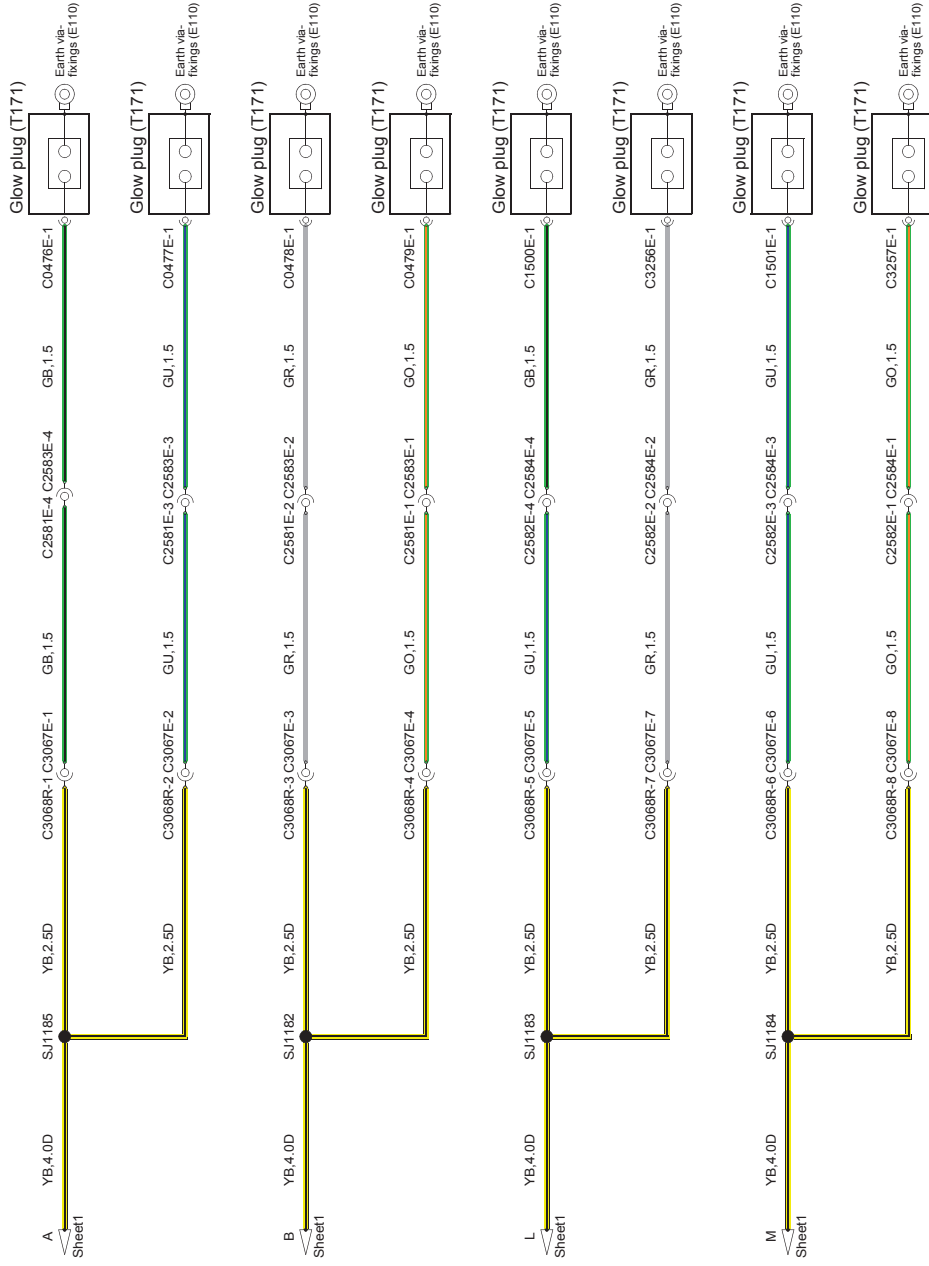 A
Sheet1
YB,4.0D
SJ1185
YB,2.5D
C3068R-1 C3067E-1
GB,1.5
C2581E-4 C2583E-4
GB,1.5
C0476E-1
Glow plug (T171)
Earth via-
fixings (E110)
YB,2.5D
C3068R-2 C3067E-2
GU,1.5
C2581E-3 C2583E-3
GU,1.5
C0477E-1
Glow plug (T171)
Earth via-
fixings (E110)
B
Sheet1
YB,4.0D
SJ1182
YB,2.5D
C3068R-3 C3067E-3
GR,1.5
C2581E-2 C2583E-2
GR,1.5
C0478E-1
Glow plug (T171)
Earth via-
fixings (E110)
YB,2.5D
C3068R-4 C3067E-4
GO,1.5
C2581E-1 C2583E-1
GO,1.5
C0479E-1
Glow plug (T171)
Earth via-
fixings (E110)
L
Sheet1
YB,4.0D
SJ1183
YB,2.5D
C3068R-5 C3067E-5
GU,1.5
C2582E-4 C2584E-4
GB,1.5
C1500E-1
Glow plug (T171)
Earth via-
fixings (E110)
YB,2.5D
C3068R-7 C3067E-7
GR,1.5
C2582E-2 C2584E-2
GR,1.5
C3256E-1
Glow plug (T171)
Earth via-
fixings (E110)
M
Sheet1
YB,4.0D
SJ1184
YB,2.5D
C3068R-6 C3067E-6
GU,1.5
C2582E-3 C2584E-3
GU,1.5
C1501E-1
Glow plug (T171)
Earth via-
fixings (E110)
YB,2.5D
C3068R-8 C3067E-8
GO,1.5
C2582E-1 C2584E-1
GO,1.5
C3257E-1
Glow plug (T171)
Earth via-
fixings (E110)